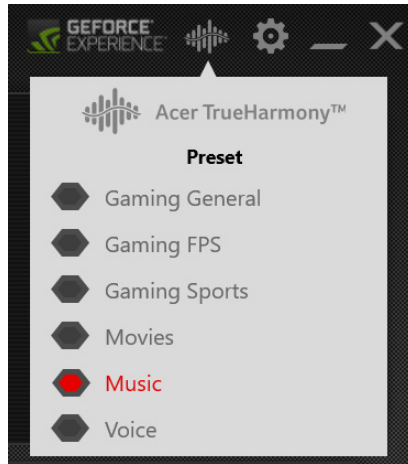 GEFORCE
EXPERIENCE
Acer TrueHarmony™
Preset
Gaming General
Gaming FPS
Gaming Sports
Movies
Music
Voice